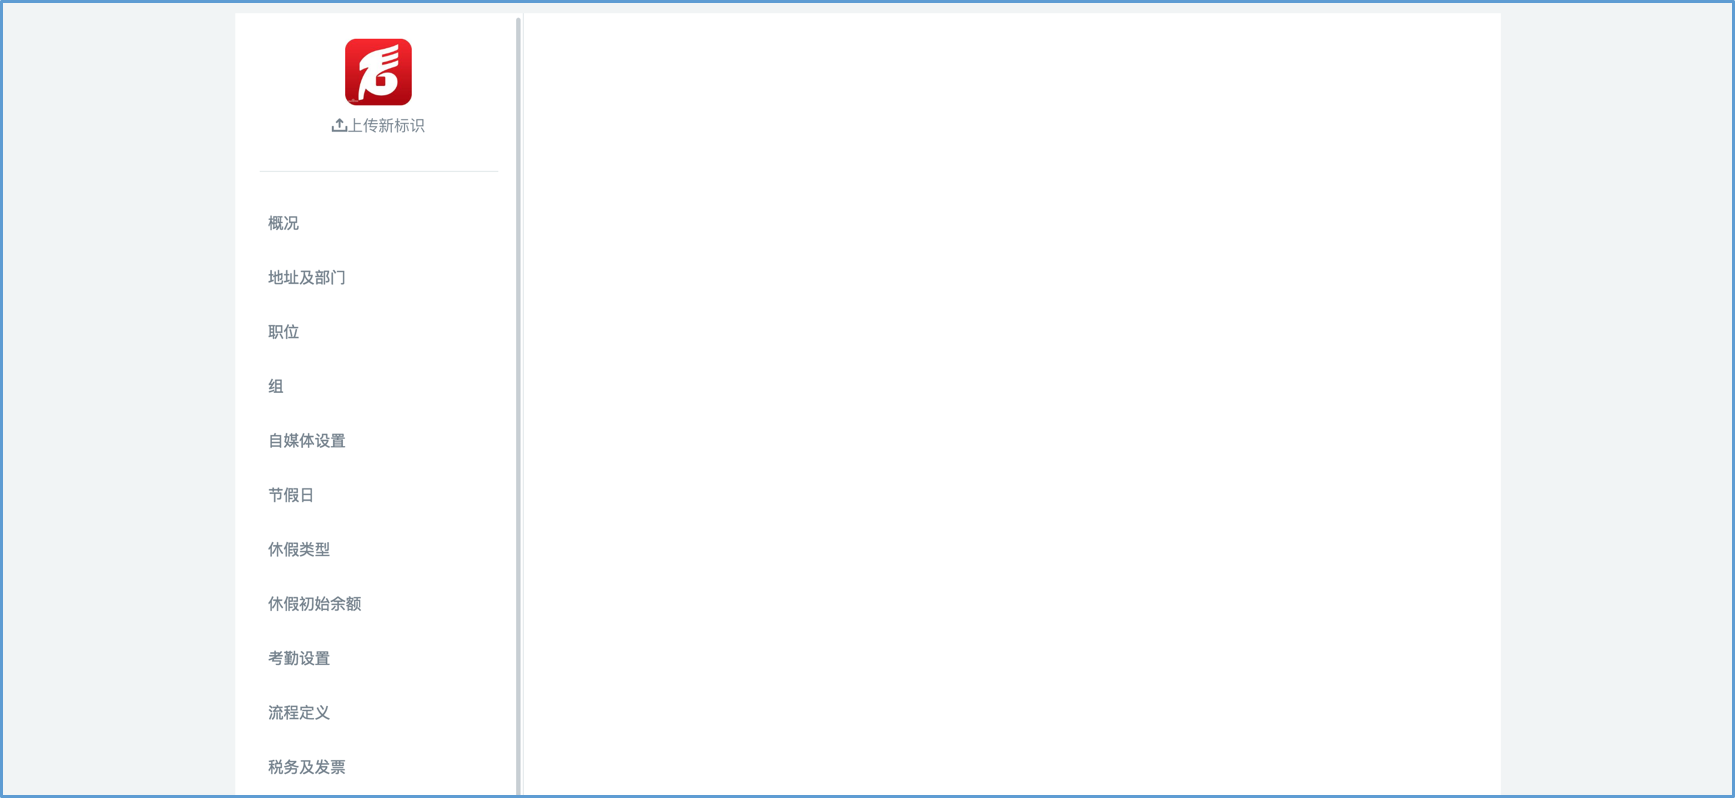 上传新标识
概况
地址及部门
职位
组
自媒体设置
节假日
休假类型
休假初始余额
考勤设置
流程定义
税务及发票